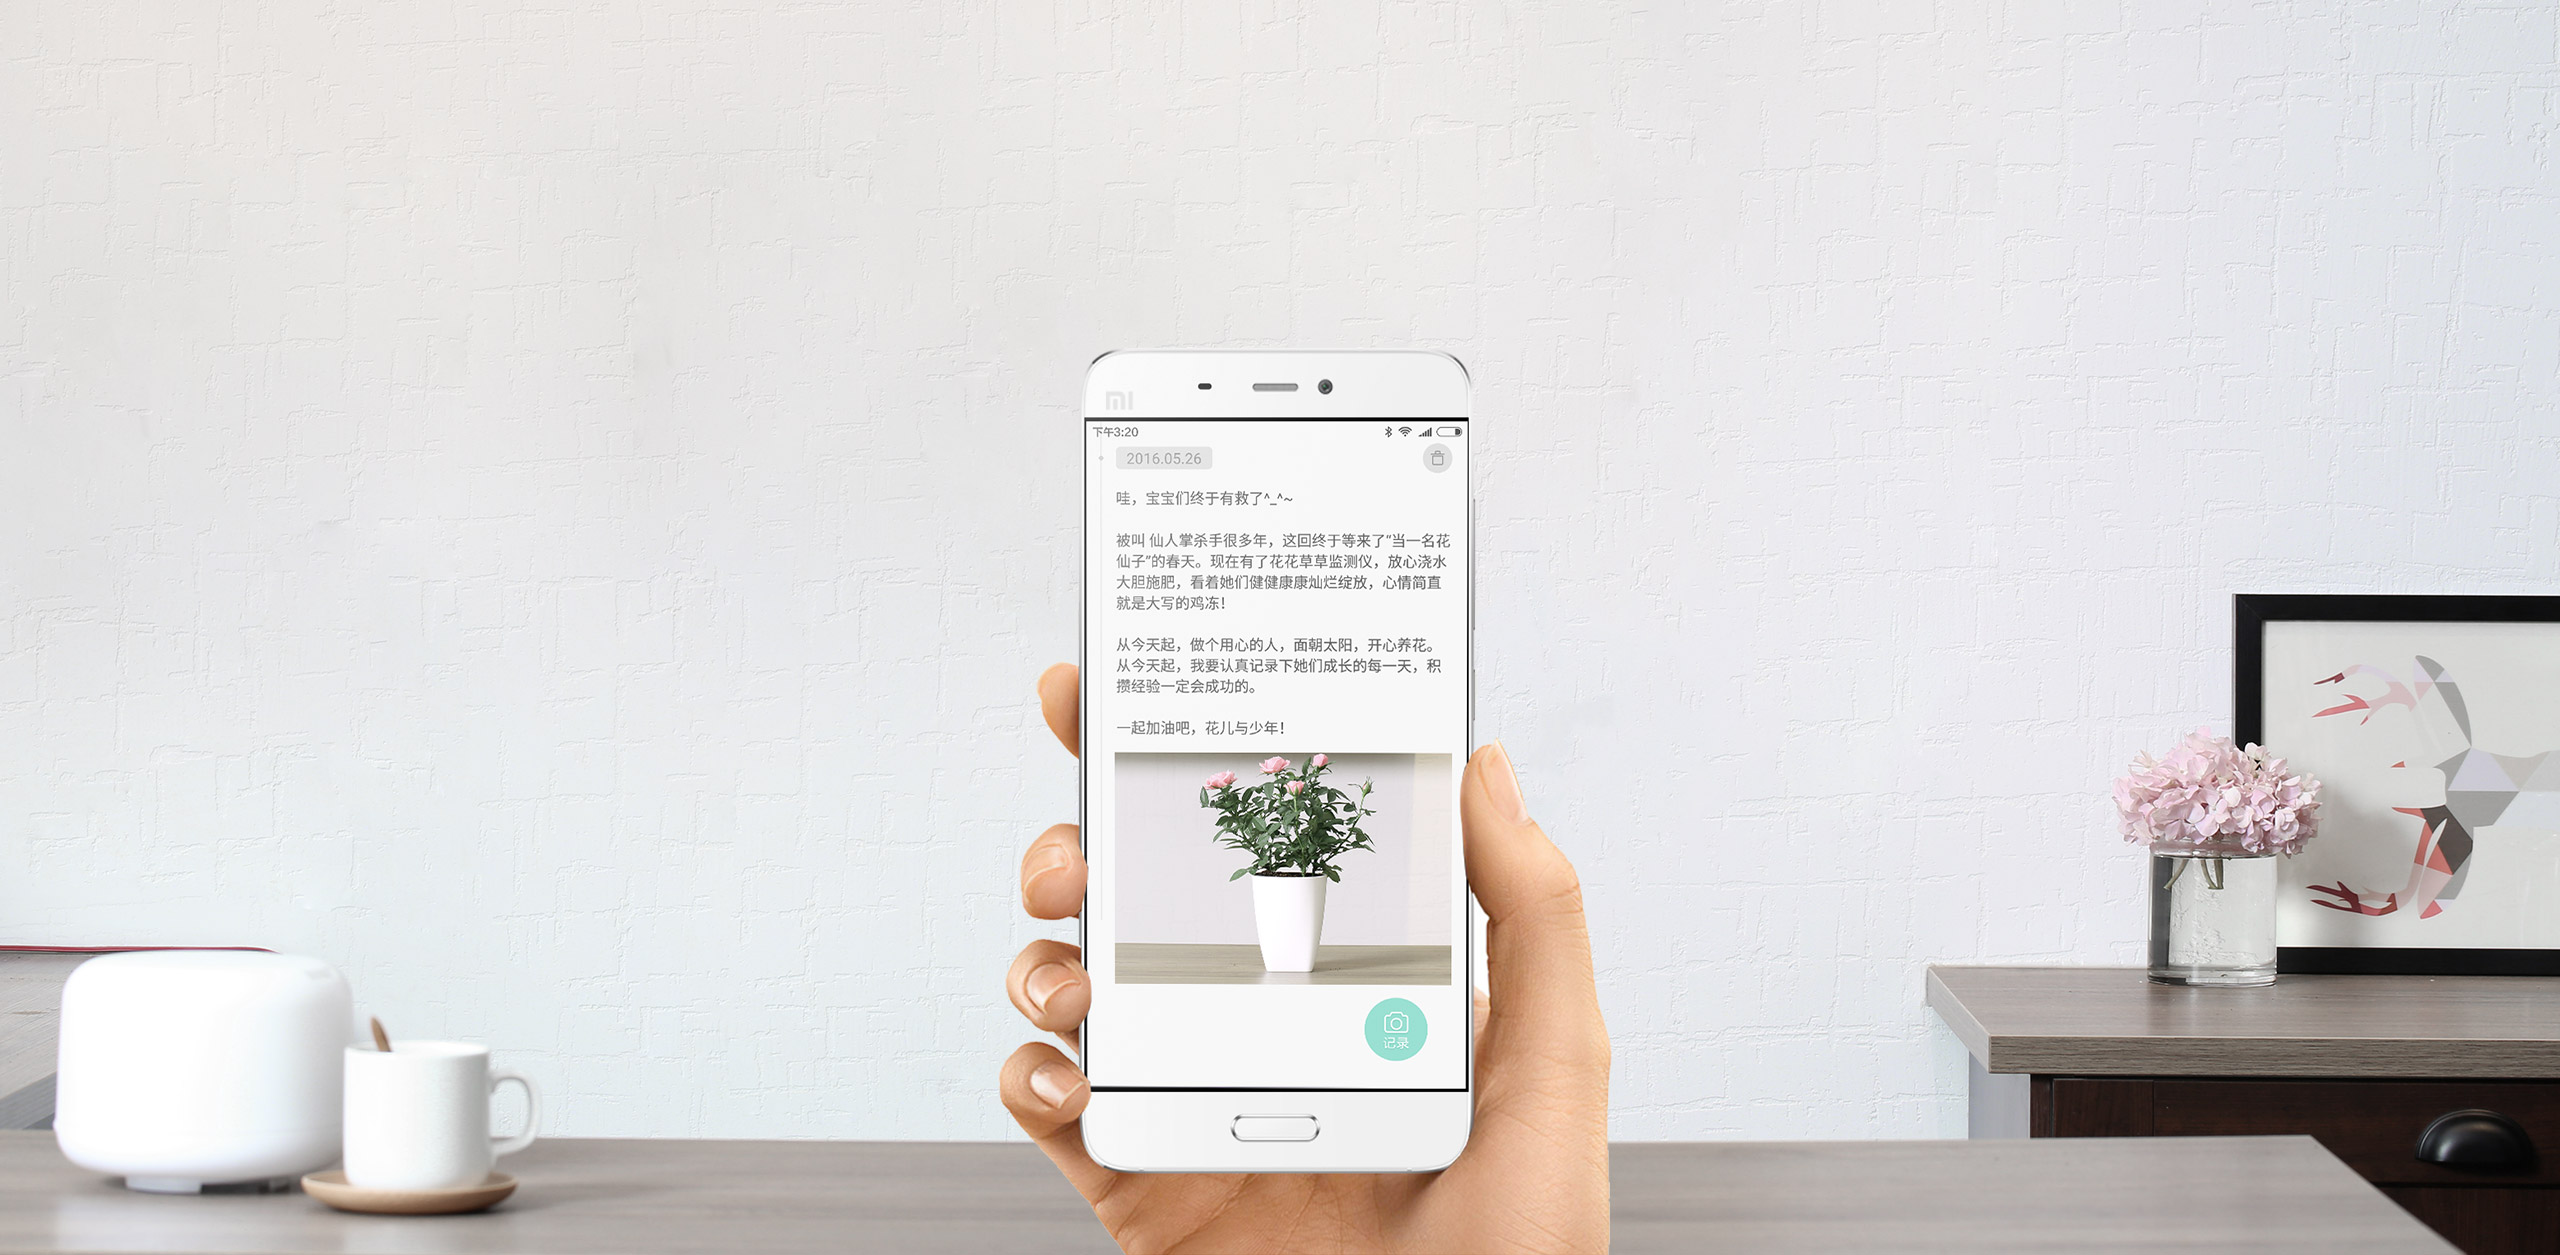 mi
下午3:20
2016.05.26
哇，宝宝们终于有救了^_^~
被叫 仙人掌杀手很多年，这回终于等来了“当一名花
仙子”的春天。现在有了花花草草监测仪，放心浇水
大胆施肥，看着她们健健康康灿烂绽放，心情简直
就是大写的鸡冻！
从今天起，做个用心的人，面朝太阳，开心养花。
从今天起，我要认真记录下她们成长的每一天，积
攒经验一定会成功的。
一起加油吧，花儿与少年！
记录